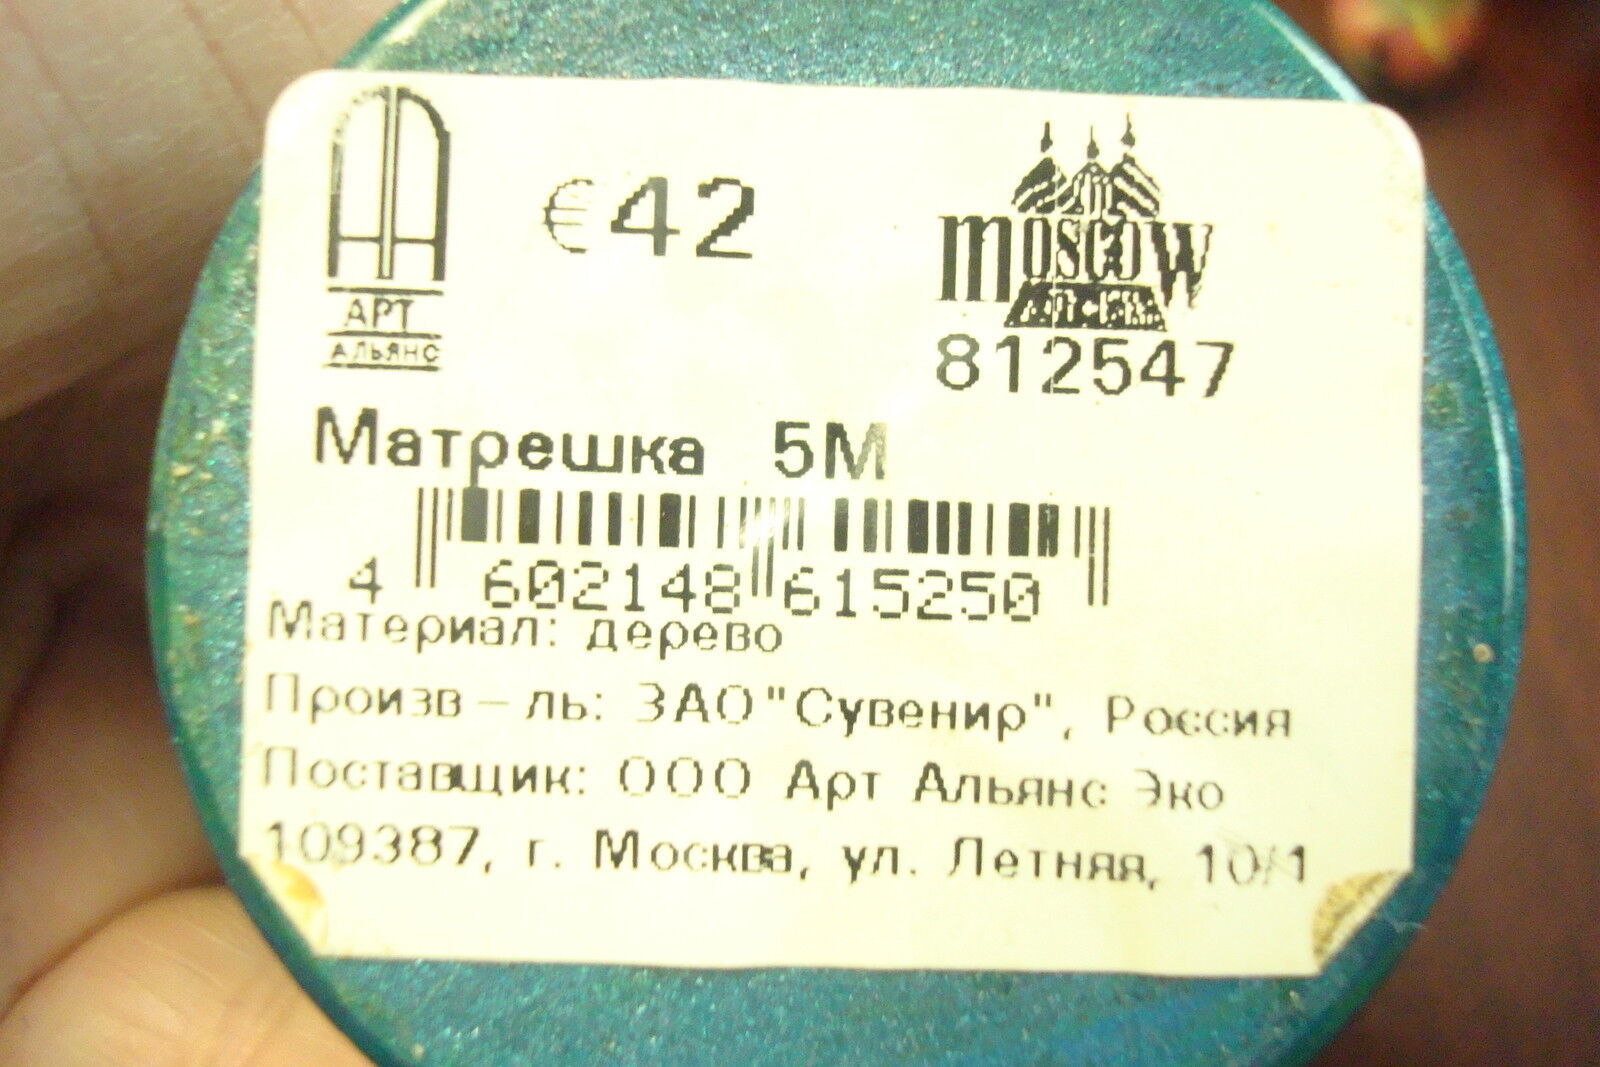 €42
MOSCOW
АРТ
АЛЬЯНС
812547
Матрешка 5М
4 602148 615250
Материал: дерево
Произв-ль: ЗАО "Сувенир", Россия
Поставщик: ООО Арт Альянс Эко
109387, г. Москва, ул. Летняя, 10/1